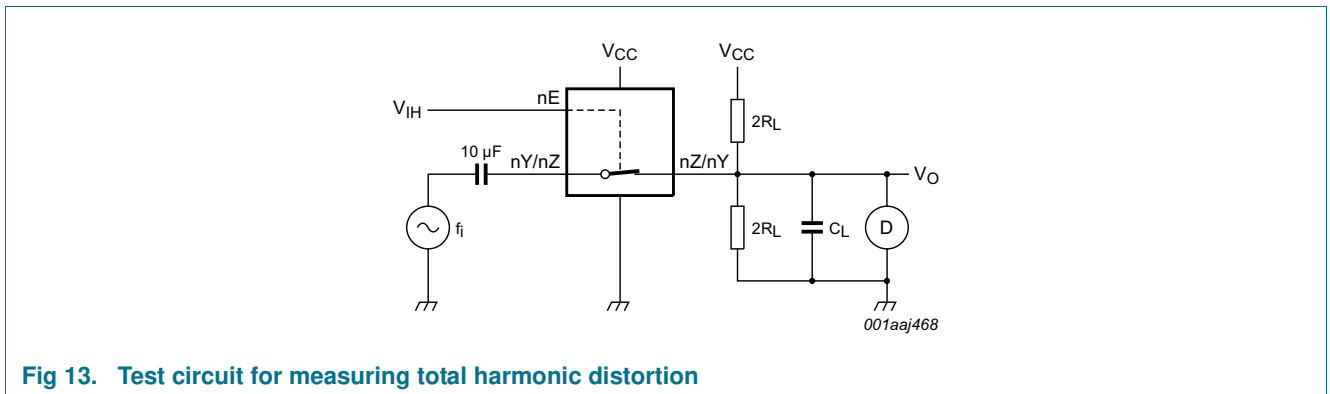 VCC
VCC
nE
VIH
2RL
10 µF
nY/nZ
nZ/nY
VO
fi
2RL
CL
D
001aaj468
Fig 13. Test circuit for measuring total harmonic distortion